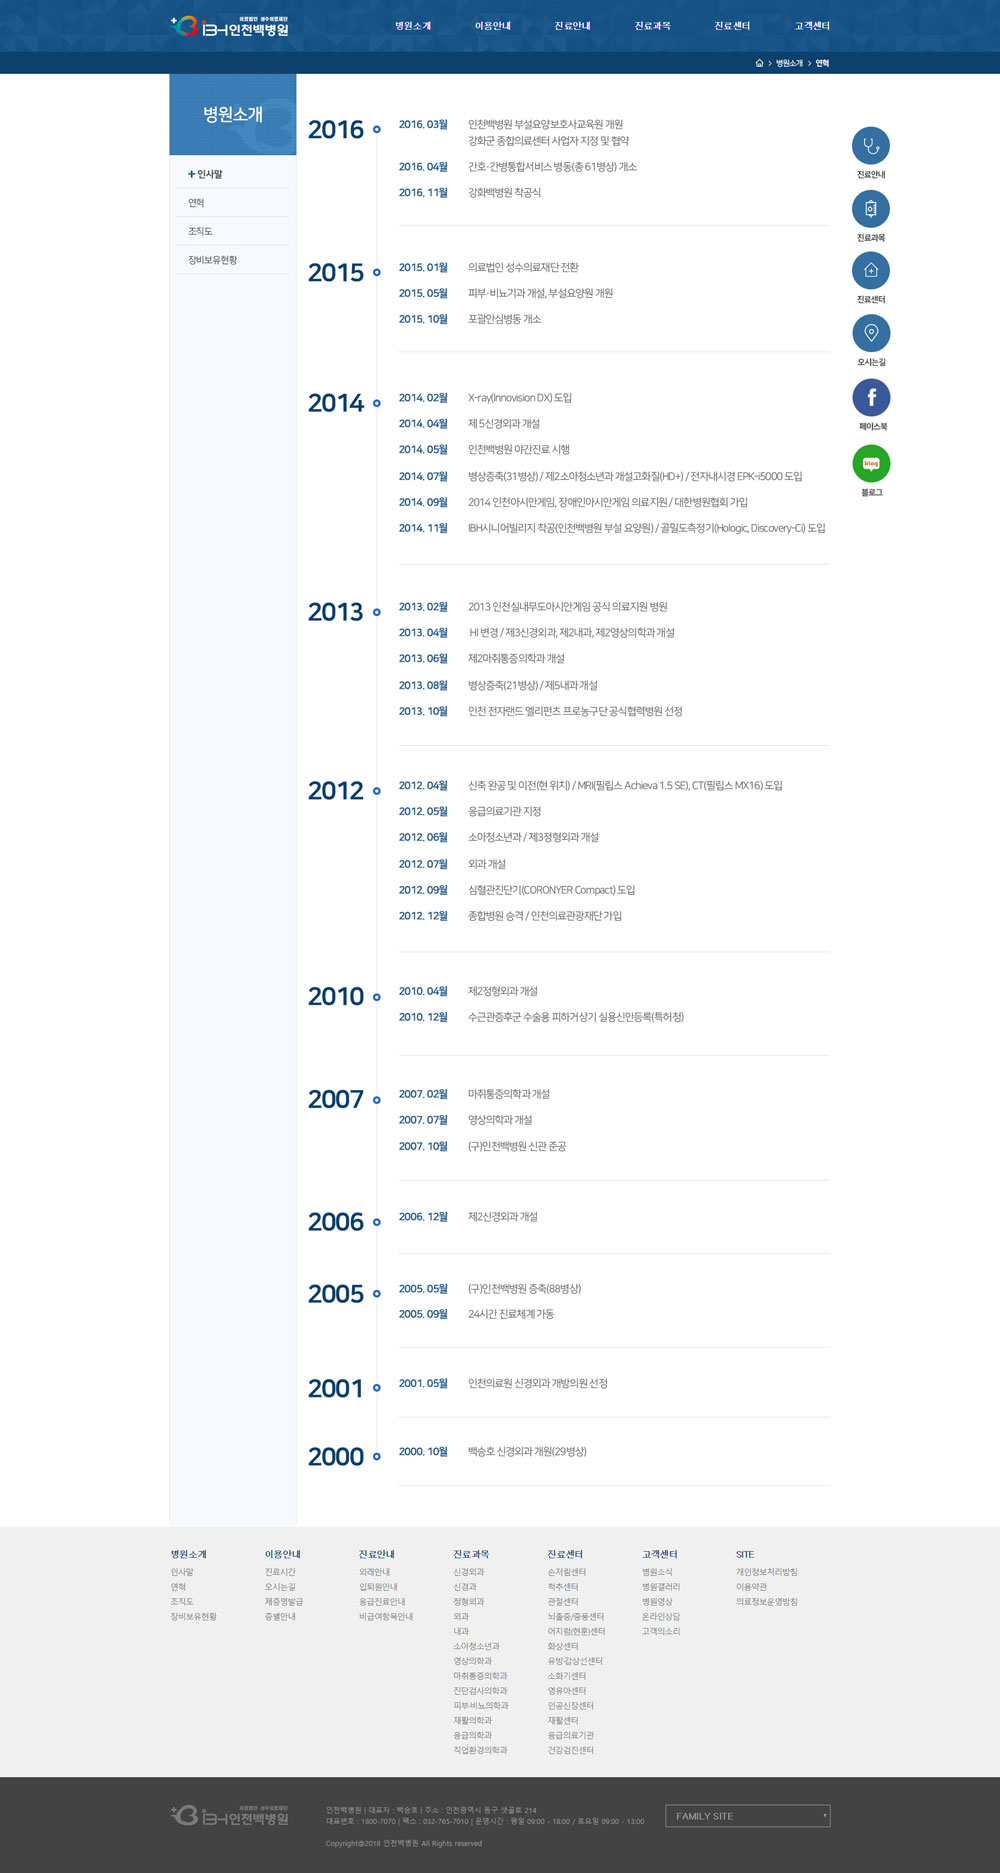 의료법인 성수의료재단
iBH인천백병원
병원소개 이용안내 진료안내 진료과목 진료센터 고객센터
병원소개 > 연혁
병원소개
+ 인사말
연혁
조직도
장비보유현황
2016
2016. 03월 인천백병원 부설요양보호사교육원 개원
강화군 종합의료센터 사업자 지정 및 협약
2016. 04월 간호·간병통합서비스 병동(총 61병상) 개소
2016. 11월 강화백병원 착공식
2015
2015. 01월 의료법인 성수의료재단 전환
2015. 05월 피부·비뇨기과 개설, 부설요양원 개원
2015. 10월 포괄안심병동 개소
2014
2014. 02월 X-ray(Innovision DX) 도입
2014. 04월 제 5신경외과 개설
2014. 05월 인천백병원 야간진료 시행
2014. 07월 병상증축(31병상) / 제2소아청소년과 개설고화질(HD+) / 전자내시경 EPK-i5000 도입
2014. 09월 2014 인천아시안게임, 장애인아시안게임 의료지원 / 대한병원협회 가입
2014. 11월 IBH시니어빌리지 착공(인천백병원 부설 요양원) / 골밀도측정기(Hologic, Discovery-Ci) 도입
2013
2013. 02월 2013 인천실내무도아시안게임 공식 의료지원 병원
2013. 04월 HI 변경 / 제3신경외과, 제2내과, 제2영상의학과 개설
2013. 06월 제2마취통증의학과 개설
2013. 08월 병상증축(21병상) / 제5내과 개설
2013. 10월 인천 전자랜드 엘리펀츠 프로농구단 공식협력병원 선정
2012
2012. 04월 신축 완공 및 이전(현 위치) / MRI(필립스 Achieva 1.5 SE), CT(필립스 MX16) 도입
2012. 05월 응급의료기관 지정
2012. 06월 소아청소년과 / 제3정형외과 개설
2012. 07월 외과 개설
2012. 09월 심혈관진단기(CORONYER Compact) 도입
2012. 12월 종합병원 승격 / 인천의료관광재단 가입
2010
2010. 04월 제2정형외과 개설
2010. 12월 수근관증후군 수술용 피하거상기 실용신안등록(특허청)
2007
2007. 02월 마취통증의학과 개설
2007. 07월 영상의학과 개설
2007. 10월 (구)인천백병원 신관 준공
2006
2006. 12월 제2신경외과 개설
2005
2005. 05월 (구)인천백병원 증축(88병상)
2005. 09월 24시간 진료체계 가동
2001
2001. 05월 인천의료원 신경외과 개방의원 선정
2000
2000. 10월 백승호 신경외과 개원(29병상)
진료안내
진료과목
진료센터
오시는길
f
페이스북
blog
블로그
병원소개
인사말
연혁
조직도
장비보유현황
이용안내
진료시간
오시는길
제증명발급
층별안내
진료안내
외래안내
입퇴원안내
응급진료안내
비급여항목안내
진료과목
신경외과
신경과
정형외과
외과
내과
소아청소년과
영상의학과
마취통증의학과
진단검사의학과
피부·비뇨의학과
재활의학과
응급의학과
직업환경의학과
진료센터
손저림센터
척추센터
관절센터
뇌졸중/중풍센터
어지럼(현훈)센터
화상센터
유방·갑상선센터
소화기센터
영유아센터
인공신장센터
재활센터
응급의료기관
건강검진센터
고객센터
병원소식
병원갤러리
병원영상
온라인상담
고객의소리
SITE
개인정보처리방침
이용약관
의료정보운영방침
의료법인 성수의료재단
iBH인천백병원
인천백병원 | 대표자 : 백승호 | 주소 : 인천광역시 동구 샛골로 214
대표번호 : 1800-7070 | 팩스 : 032-765-7010 | 운영시간 : 평일 09:00 - 18:00 / 토요일 09:00 - 13:00
Copyright@2018 인천백병원 All Rights reserved
FAMILY SITE